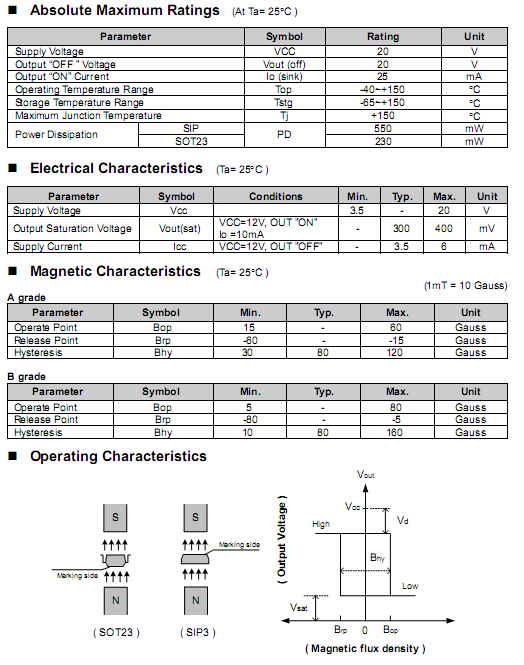 ■ Absolute Maximum Ratings (At Ta= 25°C )
Parameter Symbol Rating Unit
Supply Voltage VCC 20 V
Output “OFF ” Voltage Vout (off) 20 V
Output “ON” Current Io (sink) 25 mA
Operating Temperature Range Top -40~+150 °C
Storage Temperature Range Tstg -65~+150 °C
Maximum Junction Temperature Tj +150 °C
Power Dissipation SIP PD 550 mW
SOT23 230 mW
■ Electrical Characteristics (Ta= 25°C )
Parameter Symbol Conditions Min. Typ. Max. Unit
Supply Voltage Vcc 3.5 - 20 V
Output Saturation Voltage Vout(sat) VCC=12V, OUT "ON" - 300 400 mV
Io =10mA
Supply Current Icc VCC=12V, OUT "OFF" - 3.5 6 mA
■ Magnetic Characteristics (Ta= 25°C )
(1mT = 10 Gauss)
A grade
Parameter Symbol Min. Typ. Max. Unit
Operate Point Bop 15 - 60 Gauss
Release Point Brp -60 - -15 Gauss
Hysteresis Bhy 30 80 120 Gauss
B grade
Parameter Symbol Min. Typ. Max. Unit
Operate Point Bop 5 - 80 Gauss
Release Point Brp -80 - -5 Gauss
Hysteresis Bhy 10 80 160 Gauss
■ Operating Characteristics
S
Marking side
N
( SOT23 )
S
Marking side
N
( SIP3 )
Vout
Vcc
Vd
High
Bhy
Low
Vsat
Brp 0 Bop
( Output Voltage )
( Magnetic flux density )